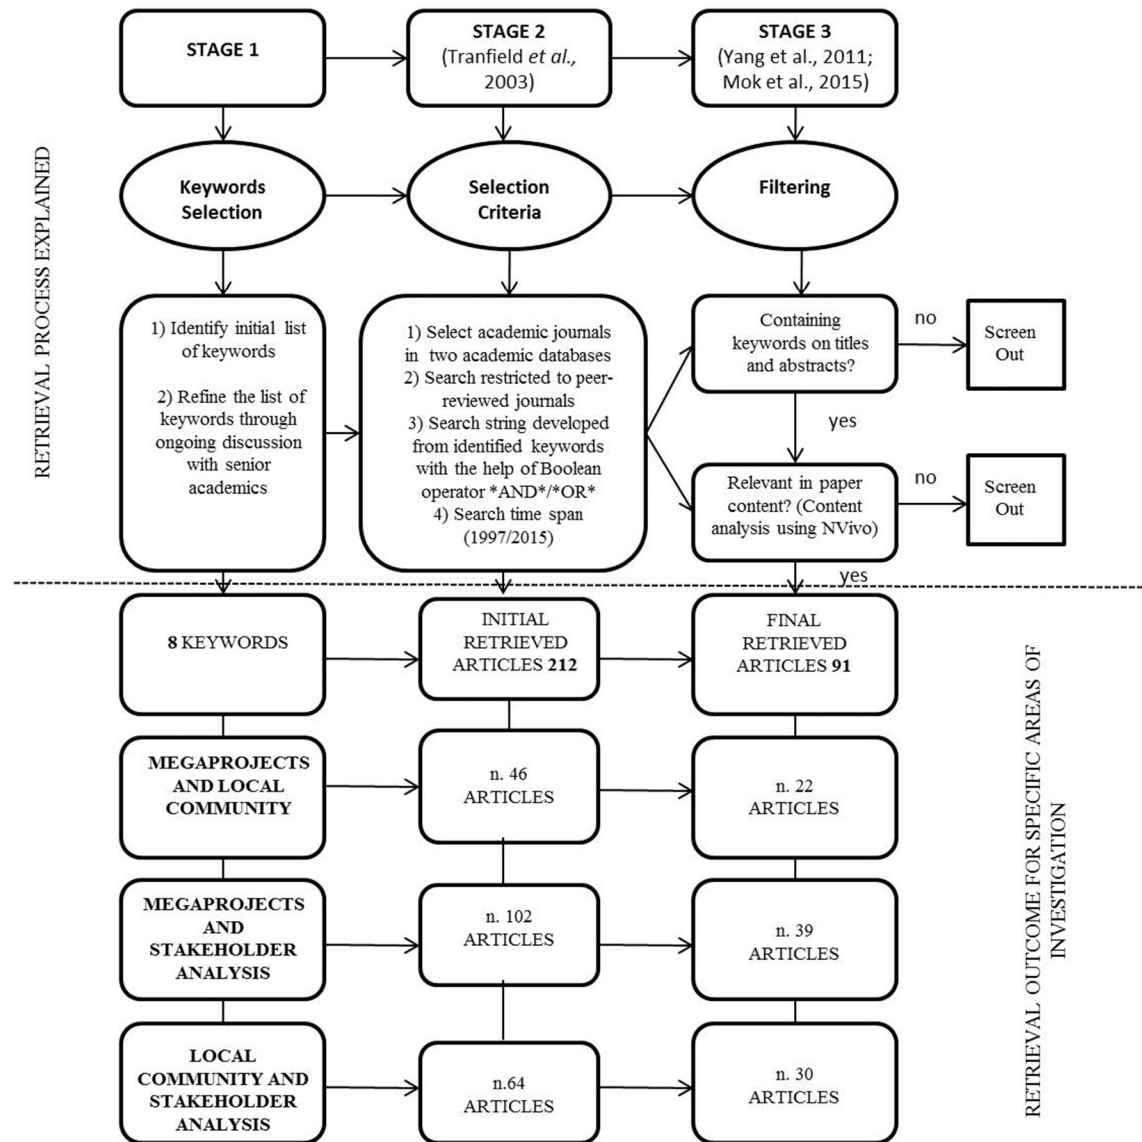 STAGE 1
STAGE 2
(Tranfield et al.,
2003)
STAGE 3
(Yang et al., 2011;
Mok et al., 2015)
RETRIEVAL PROCESS EXPLAINED
Keywords
Selection
Selection
Criteria
Filtering
1) Identify initial list
of keywords
2) Refine the list of
keywords through
ongoing discussion
with senior
academics
1) Select academic journals
in two academic databases
2) Search restricted to peer-
reviewed journals
3) Search string developed
from identified keywords
with the help of Boolean
operator *AND*/*OR*
4) Search time span
(1997/2015)
Containing
keywords on titles
and abstracts?
no
Screen
Out
yes
Relevant in paper
content? (Content
analysis using NVivo)
no
Screen
Out
yes
8 KEYWORDS
INITIAL
RETRIEVED
ARTICLES 212
FINAL
RETRIEVED
ARTICLES 91
RETRIEVAL OUTCOME FOR SPECIFIC AREAS OF
INVESTIGATION
MEGAPROJECTS
AND LOCAL
COMMUNITY
n. 46
ARTICLES
n. 22
ARTICLES
MEGAPROJECTS
AND
STAKEHOLDER
ANALYSIS
n. 102
ARTICLES
n. 39
ARTICLES
LOCAL
COMMUNITY AND
STAKEHOLDER
ANALYSIS
n.64
ARTICLES
n. 30
ARTICLES